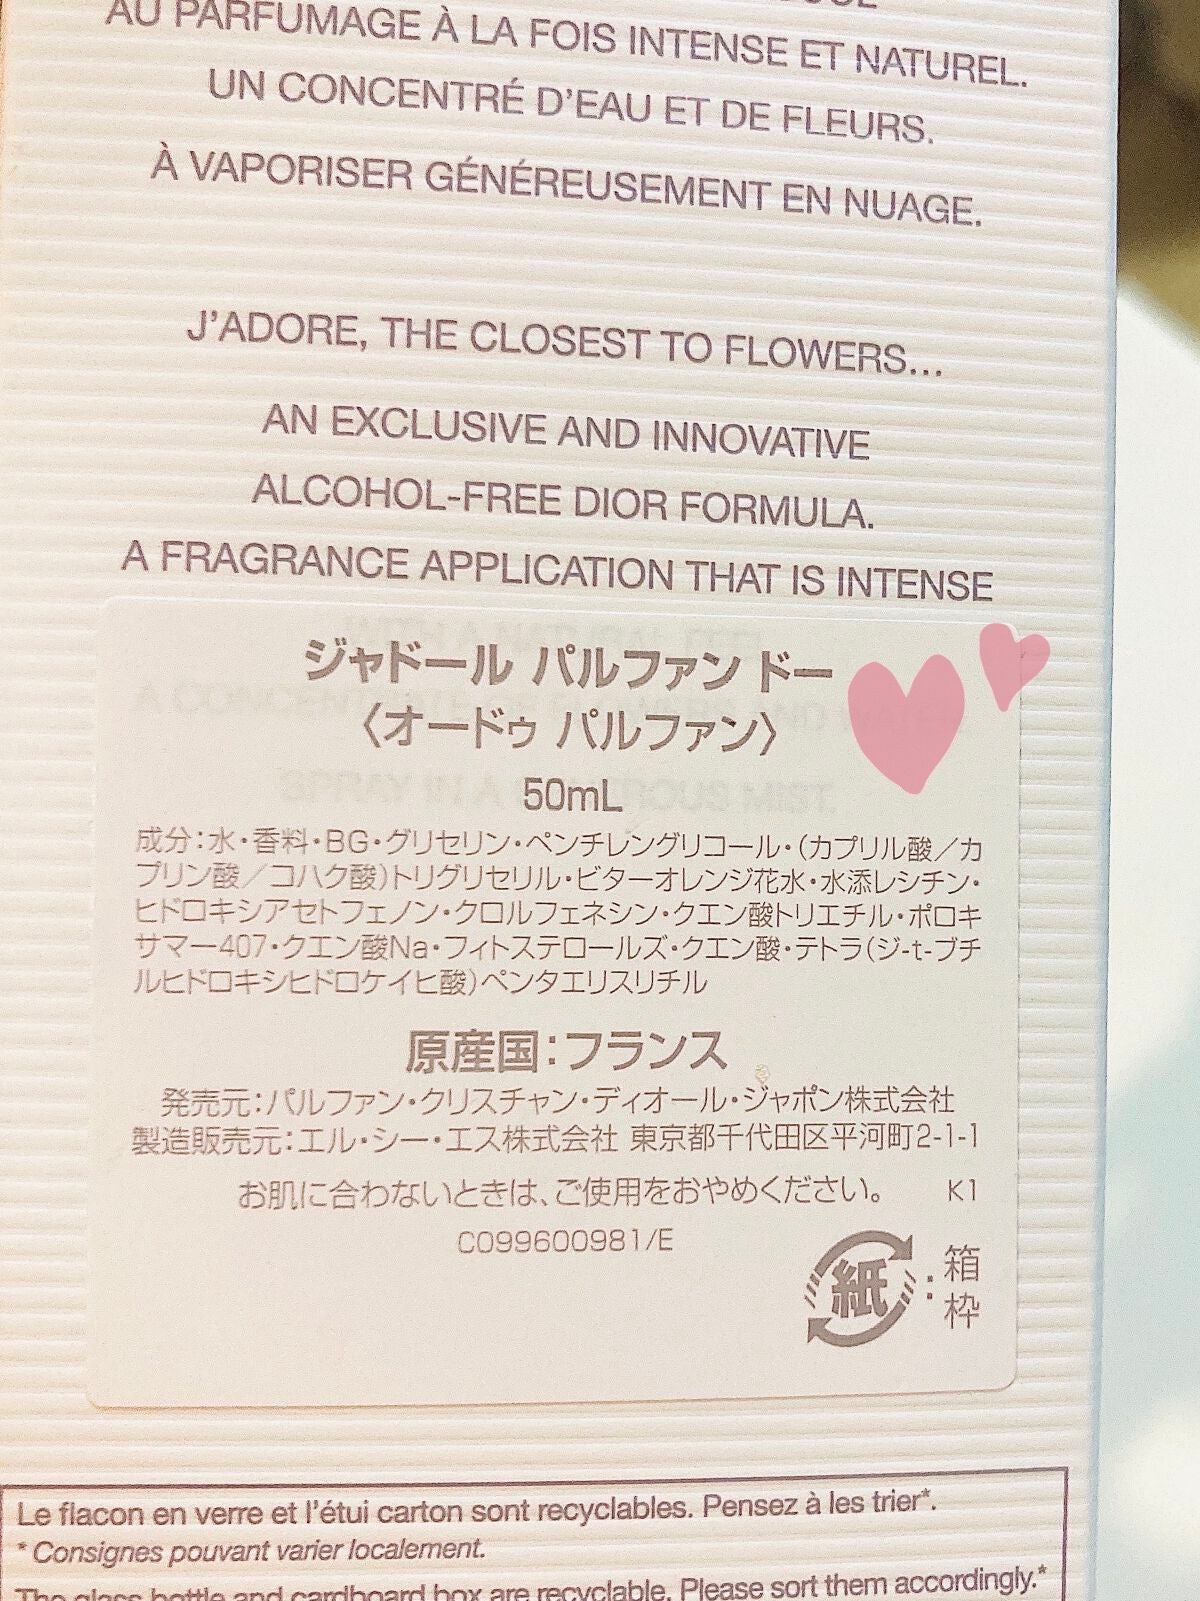 AU PARFUMAGE À LA FOIS INTENSE ET NATUREL.
UN CONCENTRÉ D'EAU ET DE FLEURS.
À VAPORISER GÉNÉREUSEMENT EN NUAGE.
J'ADORE, THE CLOSEST TO FLOWERS...
AN EXCLUSIVE AND INNOVATIVE
ALCOHOL-FREE DIOR FORMULA.
A FRAGRANCE APPLICATION THAT IS INTENSE
ジャドール パルファン ドー
〈オードゥ パルファン〉
50mL
成分:水・香料・BG・グリセリン・ペンチレングリコール・(カプリル酸/カ
プリン酸/コハク酸)トリグリセリル・ビターオレンジ花水・水添レシチン・
ヒドロキシアセトフェノン・クロルフェネシン・クエン酸トリエチル・ポロキ
サマー407・クエン酸Na・フィトステロールズ・クエン酸・テトラ(ジ-t-ブチ
ルヒドロキシヒドロケイヒ酸)ペンタエリスリチル
原産国:フランス
発売元:パルファン・クリスチャン・ディオール・ジャポン株式会社
製造販売元:エル・シー・エス株式会社 東京都千代田区平河町2-1-1
お肌に合わないときは、ご使用をおやめください。 K1
C099600981/E
紙:箱
枠
Le flacon en verre et l'étui carton sont recyclables. Pensez à les trier*.
* Consignes pouvant varier localement.
The glass bottle and cardboard box are recyclable. Please sort them accordingly.*